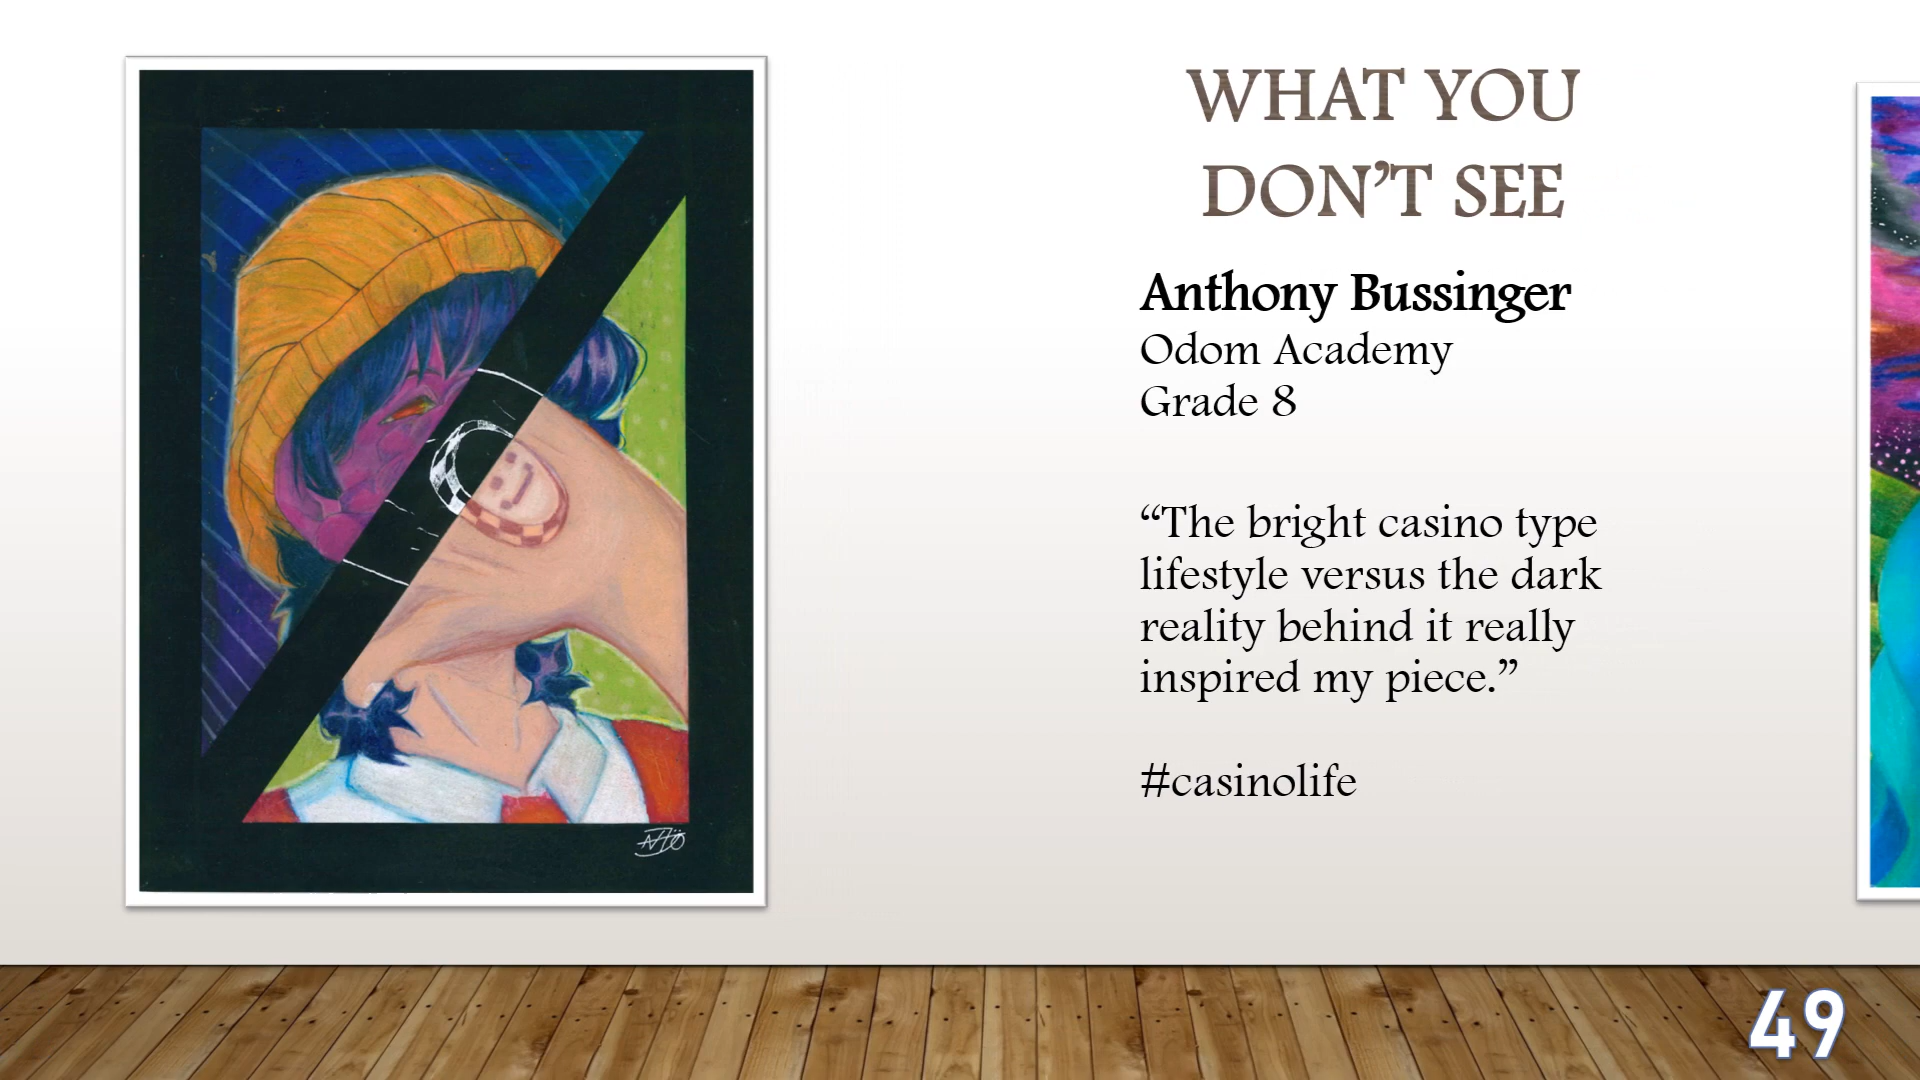 WHAT YOU
DON’T SEE
Anthony Bussinger
Odom Academy
Grade 8
“The bright casino type
lifestyle versus the dark
reality behind it really
inspired my piece.”
#casinolife
49